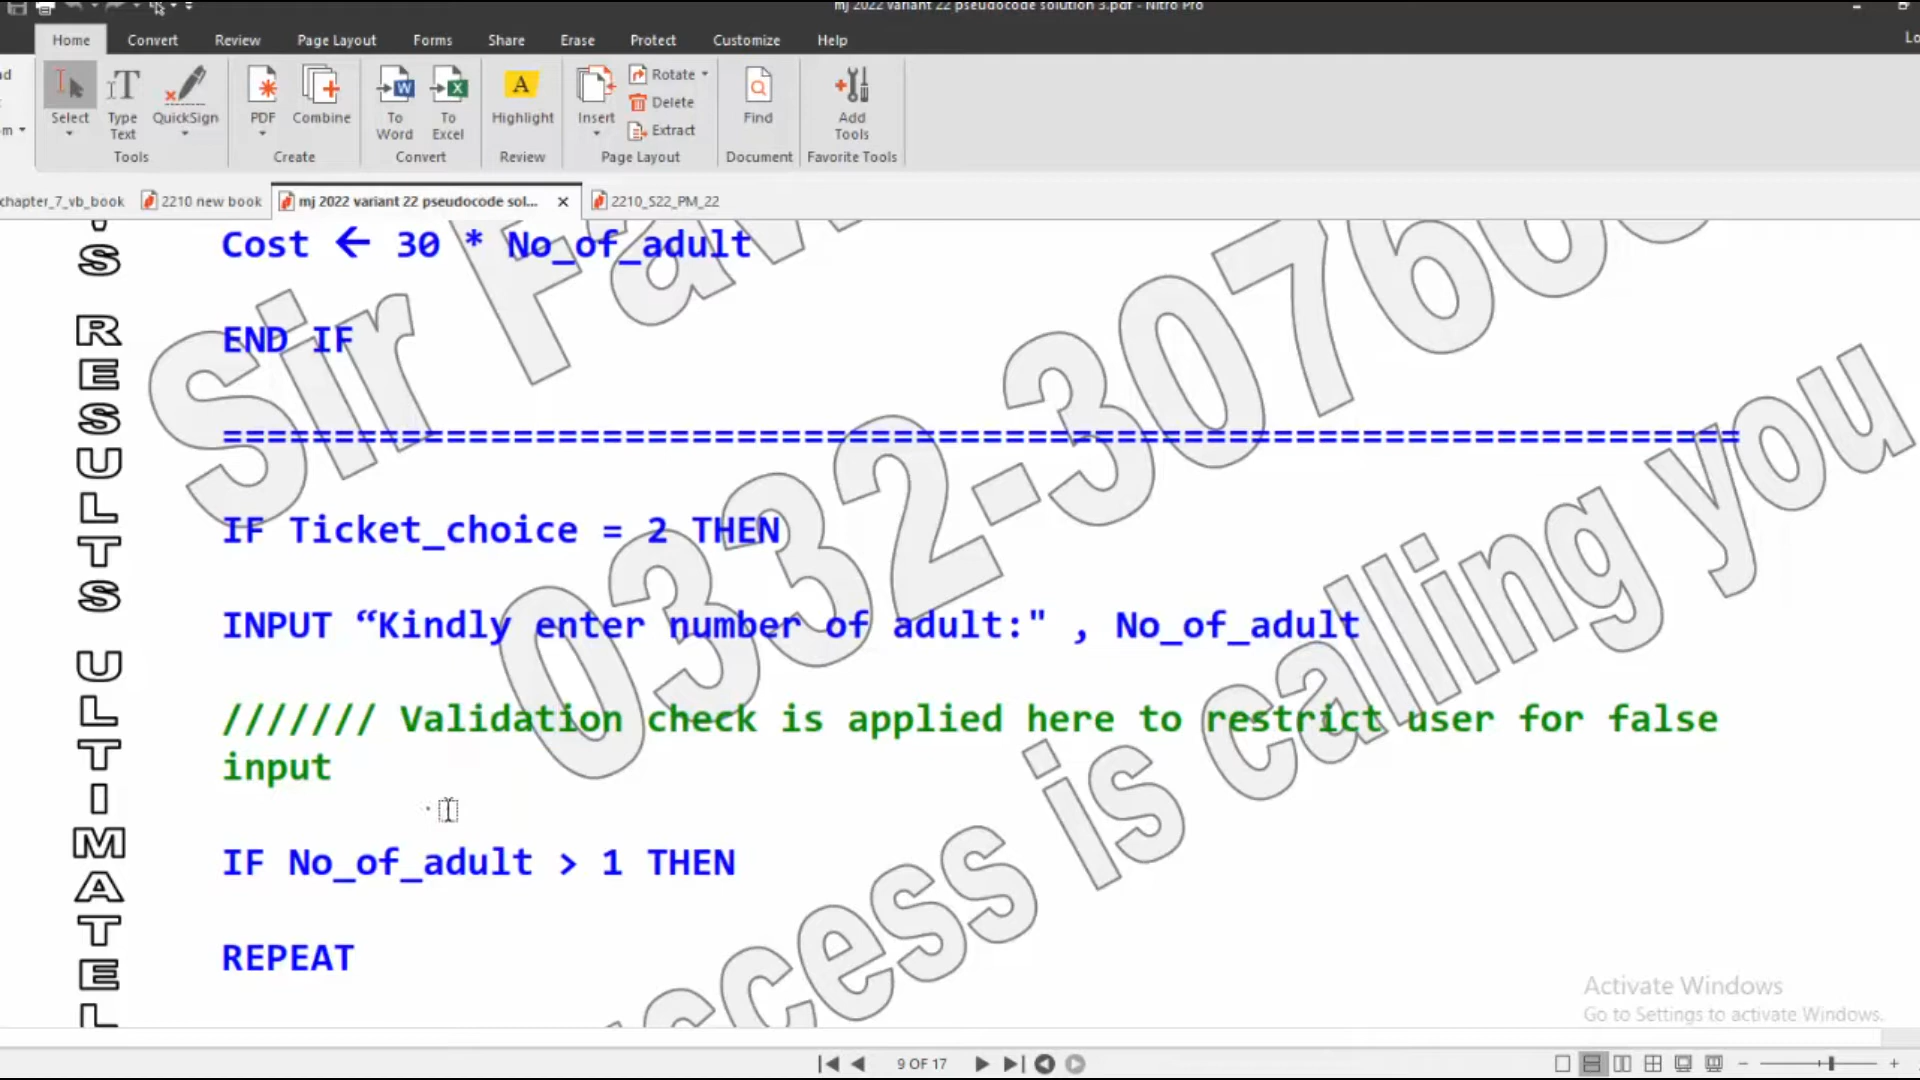 mj 2022 variant 22 pseudocode solution 3.pdf - Nitro Pro
Home Convert Review Page Layout Forms Share Erase Protect Customize Help
Select Type Text QuickSign
Tools
PDF Combine
Create
To Word To Excel
Convert
Highlight
Review
Insert Rotate Delete Extract
Page Layout
Find
Document
Add Tools
Favorite Tools
chapter_7_vb_book 2210 new book mj 2022 variant 22 pseudocode sol... 2210_S22_PM_22
Cost ← 30 * No_of_adult
END IF
IF Ticket_choice = 2 THEN
INPUT “Kindly enter number of adult:" , No_of_adult
/////// Validation check is applied here to restrict user for false
input
IF No_of_adult > 1 THEN
REPEAT
S RESULTS ULTIMATEL
Sir
is calling you
Activate Windows
Go to Settings to activate Windows.
9 OF 17